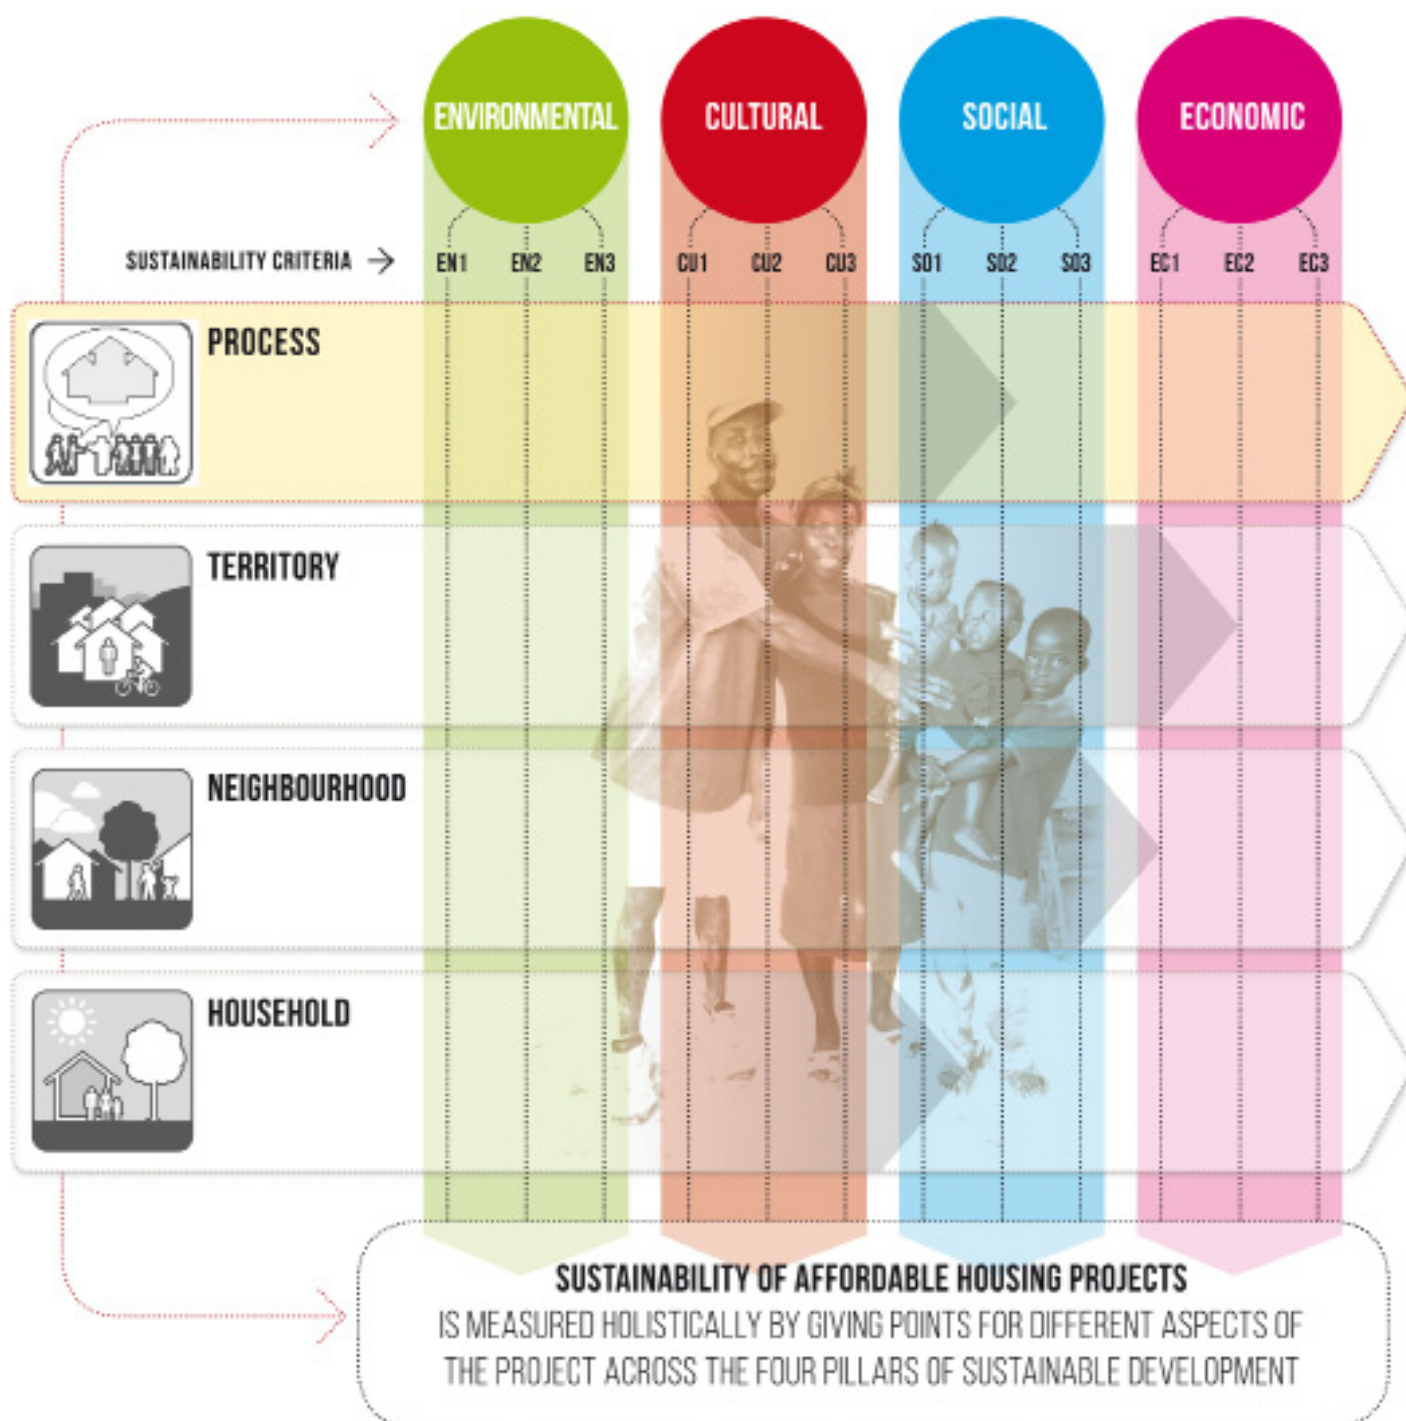 ENVIRONMENTAL
CULTURAL
SOCIAL
ECONOMIC
SUSTAINABILITY CRITERIA →
EN1 EN2 EN3 CU1 CU2 CU3 SO1 SO2 SO3 EC1 EC2 EC3
PROCESS
TERRITORY
NEIGHBOURHOOD
HOUSEHOLD
SUSTAINABILITY OF AFFORDABLE HOUSING PROJECTS
IS MEASURED HOLISTICALLY BY GIVING POINTS FOR DIFFERENT ASPECTS OF
THE PROJECT ACROSS THE FOUR PILLARS OF SUSTAINABLE DEVELOPMENT